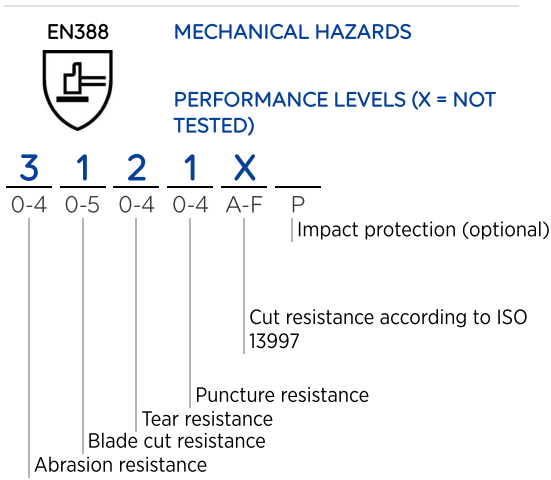 EN388
MECHANICAL HAZARDS
PERFORMANCE LEVELS (X = NOT
TESTED)
3 1 2 1 X
0-4 0-5 0-4 0-4 A-F P
Impact protection (optional)
Cut resistance according to ISO
13997
Puncture resistance
Tear resistance
Blade cut resistance
Abrasion resistance